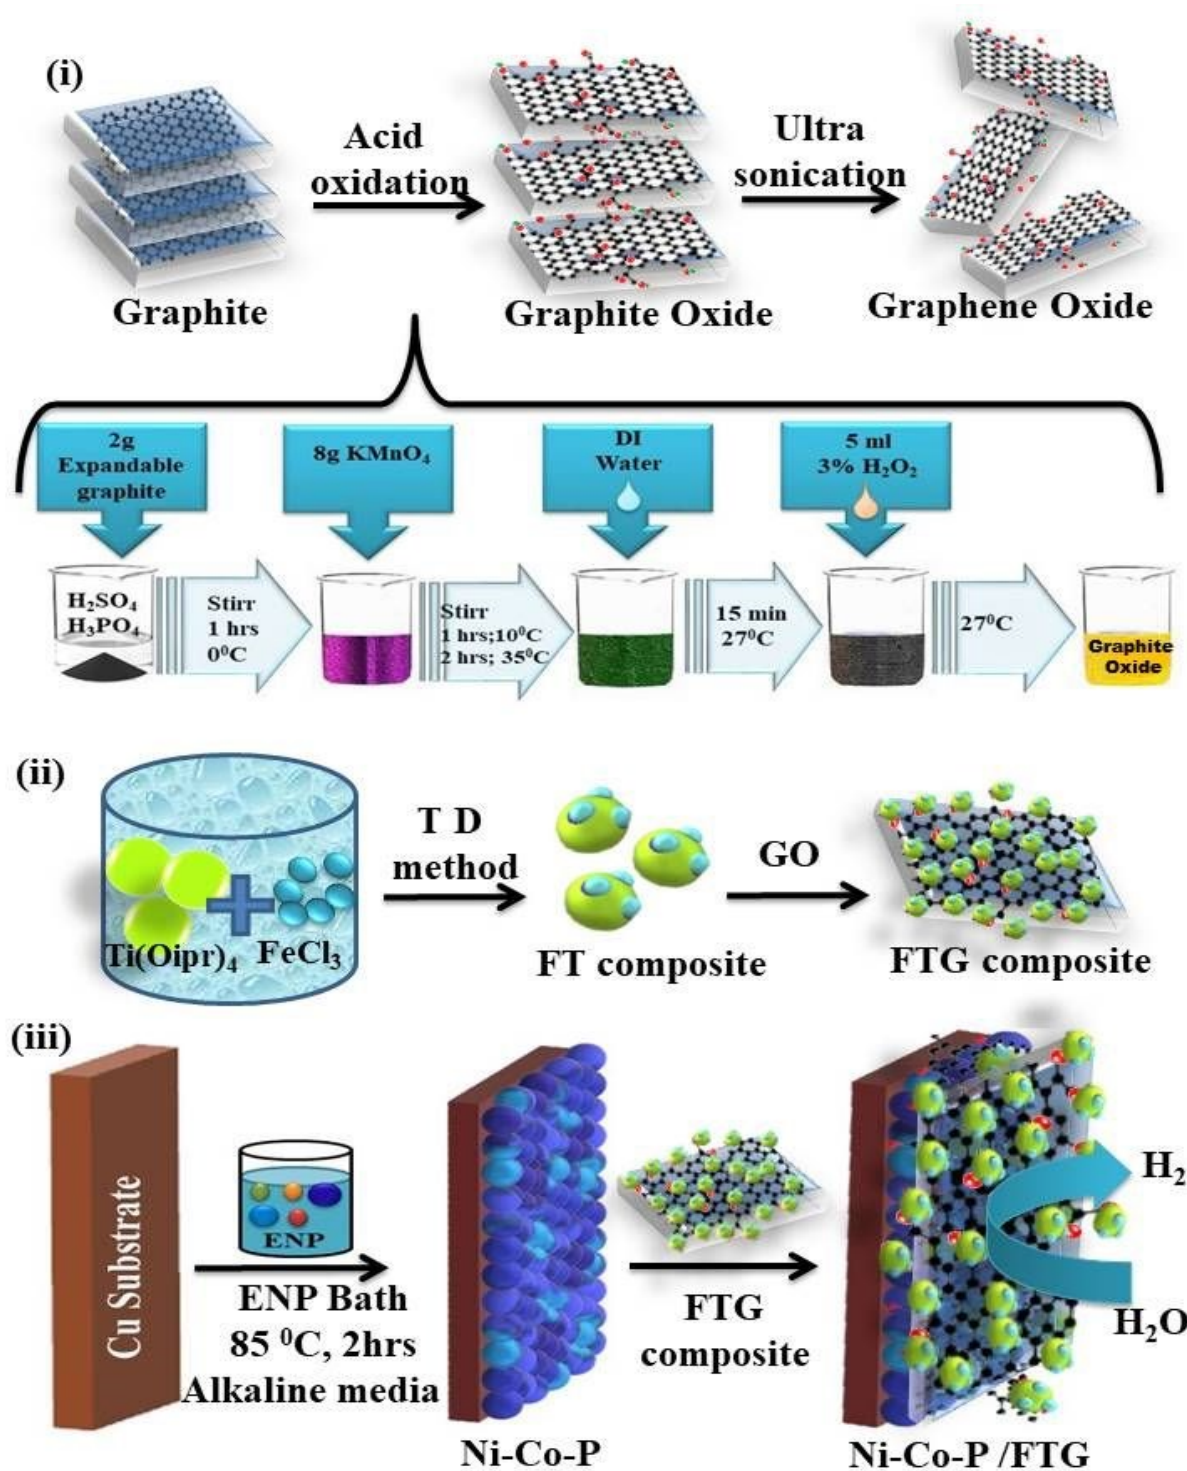 (i)
Acid
oxidation
Ultra
sonication
Graphite
Graphite Oxide
Graphene Oxide
2g
Expandable
graphite
8g KMnO₄
DI
Water
5 ml
3% H₂O₂
H₂SO₄
H₃PO₄
Stirr
1 hrs
0⁰C
Stirr
1 hrs;10⁰C
2 hrs; 35⁰C
15 min
27⁰C
27⁰C
Graphite
Oxide
(ii)
Ti(Oipr)₄
FeCl₃
T D
method
FT composite
GO
FTG composite
(iii)
Cu Substrate
ENP
ENP Bath
85 ⁰C, 2hrs
Alkaline media
Ni-Co-P
FTG
composite
H₂
H₂O
Ni-Co-P /FTG